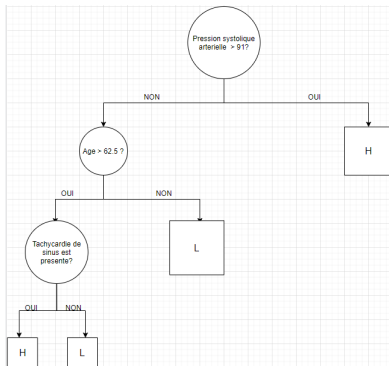 Pression systolique
arterielle > 91?
NON
OUI
Age > 62.5 ?
H
OUI
NON
Tachycardie de
sinus est
presente?
L
OUI
NON
H
L